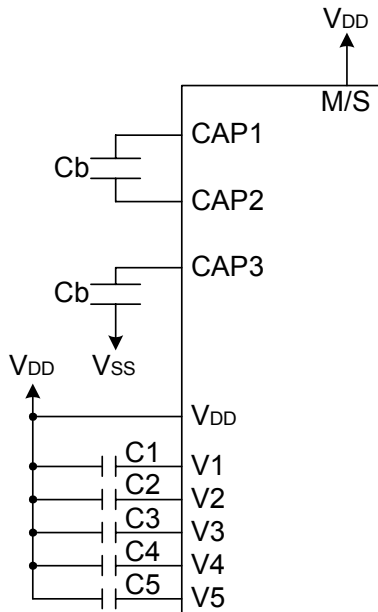 VDD
M/S
CAP1
Cb
CAP2
CAP3
Cb
VSS
VDD
VDD
C1 V1
C2 V2
C3 V3
C4 V4
C5 V5